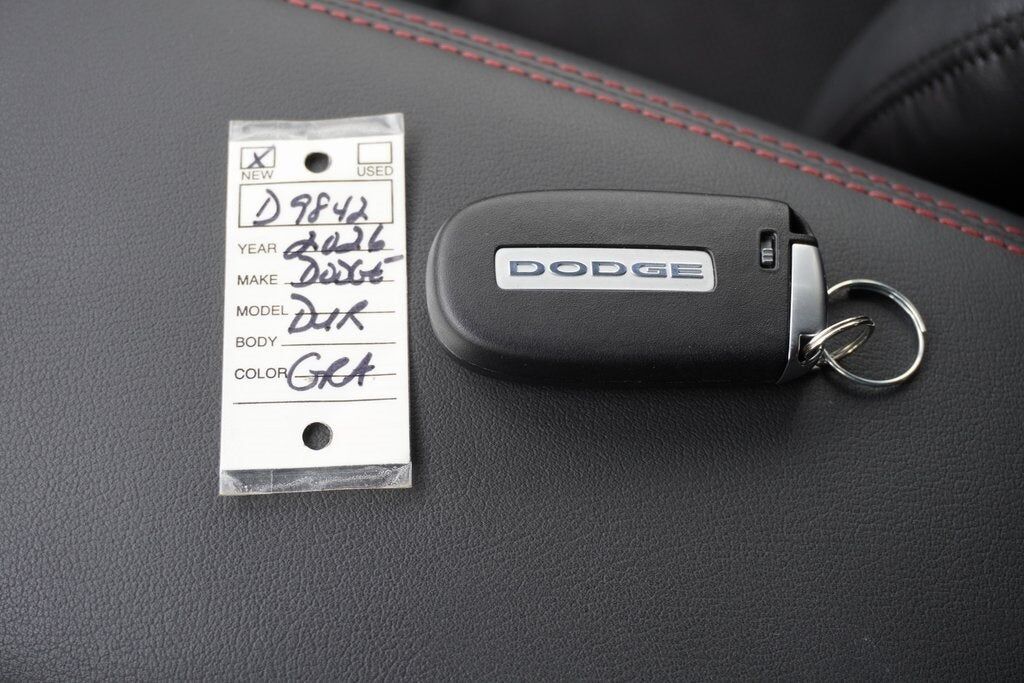 X
NEW
USED
D9842
YEAR 2026
MAKE DODGE
MODEL DUR
BODY
COLOR GRA
DODGE